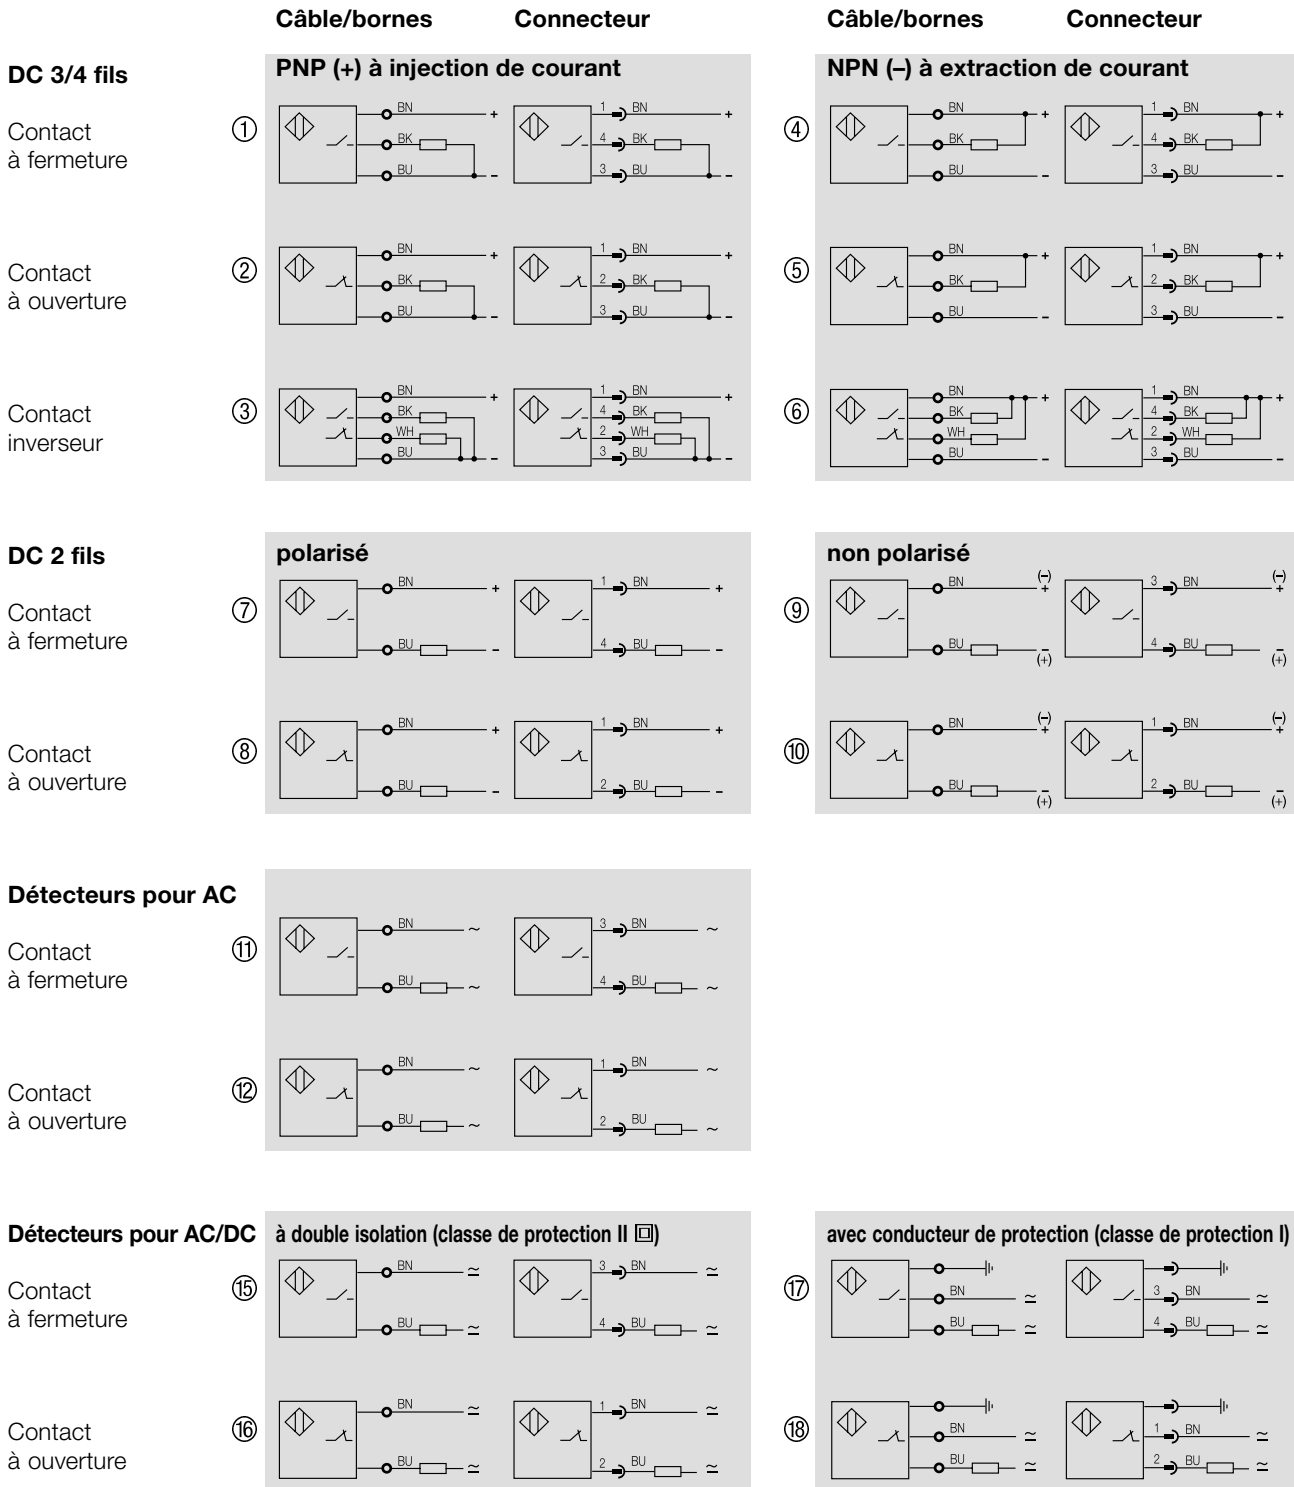 Câble/bornes Connecteur Câble/bornes Connecteur
DC 3/4 fils
PNP (+) à injection de courant
NPN (–) à extraction de courant
Contact
à fermeture
① BN + BK BU - 1 BN + 4 BK 3 BU -
④ BN + BK BU - 1 BN + 4 BK 3 BU -
Contact
à ouverture
② BN + BK BU - 1 BN + 2 BK 3 BU -
⑤ BN + BK BU - 1 BN + 2 BK 3 BU -
Contact
inverseur
③ BN + BK WH BU - 1 BN + 4 BK 2 WH 3 BU -
⑥ BN + BK WH BU - 1 BN + 4 BK 2 WH 3 BU -
DC 2 fils
polarisé
non polarisé
Contact
à fermeture
⑦ BN + BU - 1 BN + 4 BU -
⑨ BN (–) + BU - (+) 3 BN (–) + 4 BU - (+)
Contact
à ouverture
⑧ BN + BU - 1 BN + 2 BU -
⑩ BN (–) + BU - (+) 1 BN (–) + 2 BU - (+)
Détecteurs pour AC
Contact
à fermeture
⑪ BN ~ BU ~ 3 BN ~ 4 BU ~
Contact
à ouverture
⑫ BN ~ BU ~ 1 BN ~ 2 BU ~
Détecteurs pour AC/DC
à double isolation (classe de protection II)
avec conducteur de protection (classe de protection I)
Contact
à fermeture
⑮ BN ≃ BU ≃ 3 BN ≃ 4 BU ≃
⑰ BN ≃ BU ≃ 3 BN ≃ 4 BU ≃
Contact
à ouverture
⑯ BN ≃ BU ≃ 1 BN ≃ 2 BU ≃
⑱ BN ≃ BU ≃ 1 BN ≃ 2 BU ≃